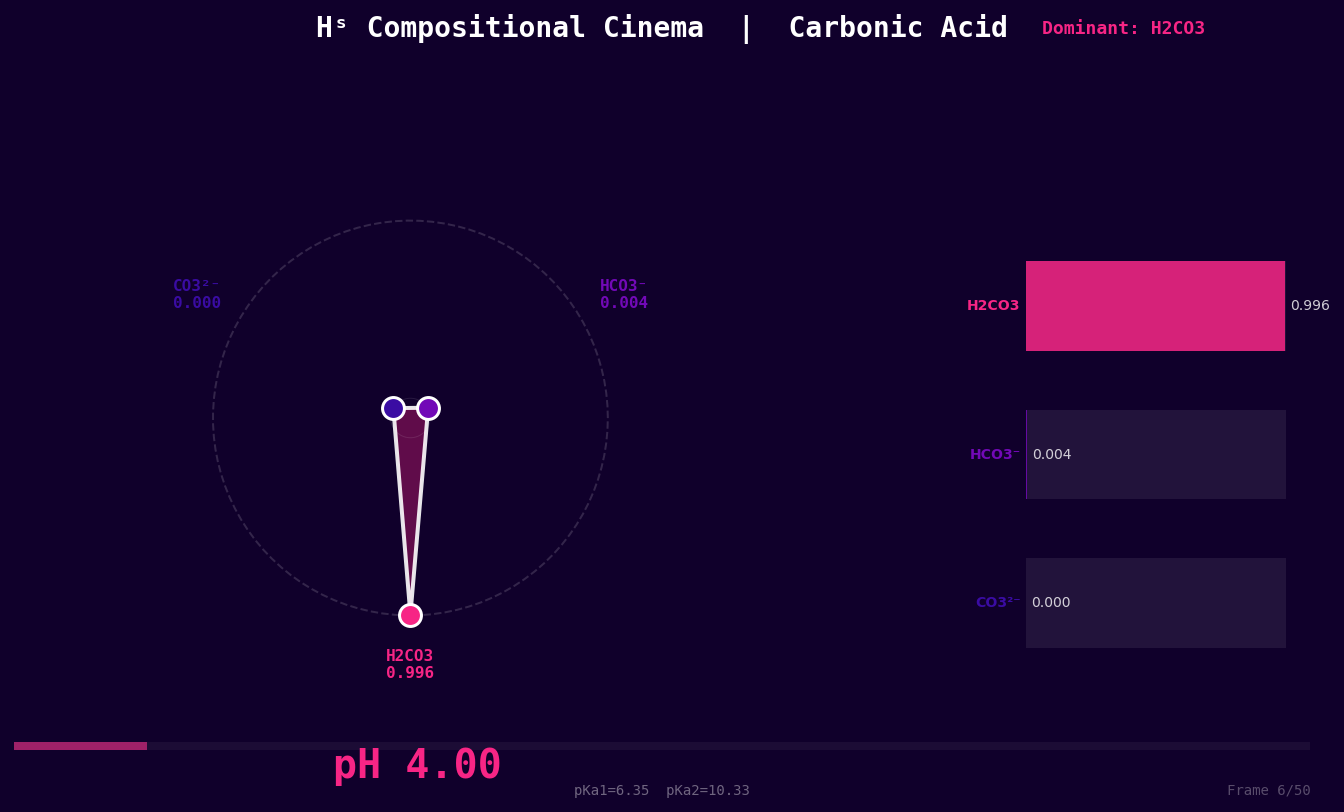 Hˢ Compositional Cinema | Carbonic Acid
Dominant: H2CO3
CO3²⁻
0.000
HCO3⁻
0.004
H2CO3
0.996
H2CO3
0.996
HCO3⁻
0.004
CO3²⁻
0.000
pH 4.00
pKa1=6.35 pKa2=10.33
Frame 6/50